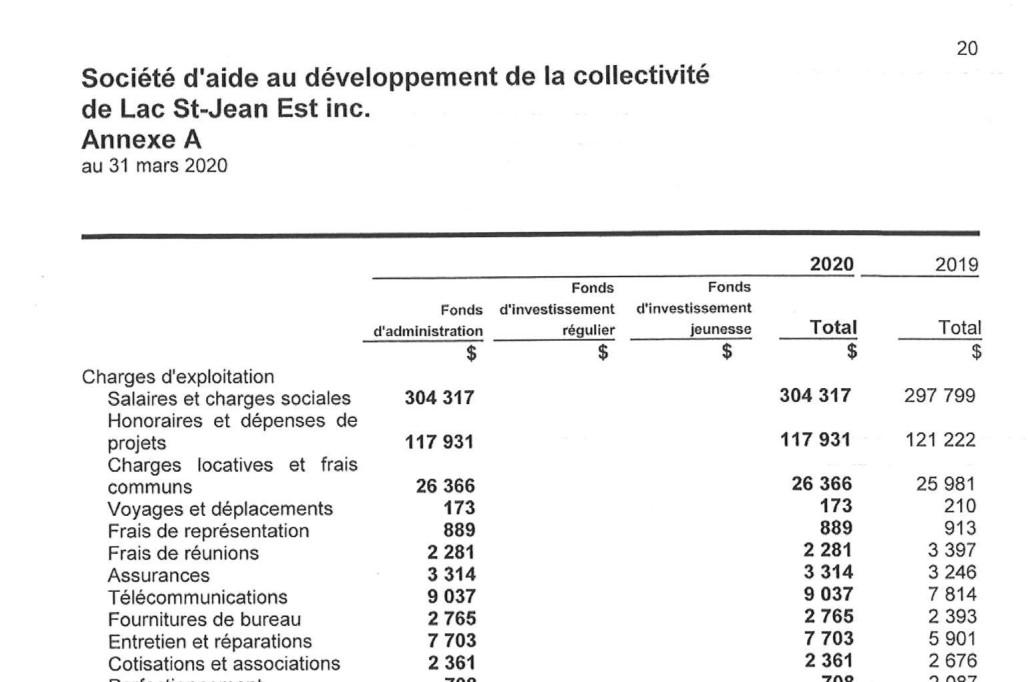 20
Société d'aide au développement de la collectivité
de Lac St-Jean Est inc.
Annexe A
au 31 mars 2020
2020 2019
Fonds Fonds
Fonds d'investissement d'investissement
d'administration régulier jeunesse Total Total
$ $ $ $ $
Charges d'exploitation
Salaires et charges sociales 304 317 304 317 297 799
Honoraires et dépenses de
projets 117 931 117 931 121 222
Charges locatives et frais
communs 26 366 26 366 25 981
Voyages et déplacements 173 173 210
Frais de représentation 889 889 913
Frais de réunions 2 281 2 281 3 397
Assurances 3 314 3 314 3 246
Télécommunications 9 037 9 037 7 814
Fournitures de bureau 2 765 2 765 2 393
Entretien et réparations 7 703 7 703 5 901
Cotisations et associations 2 361 2 361 2 676